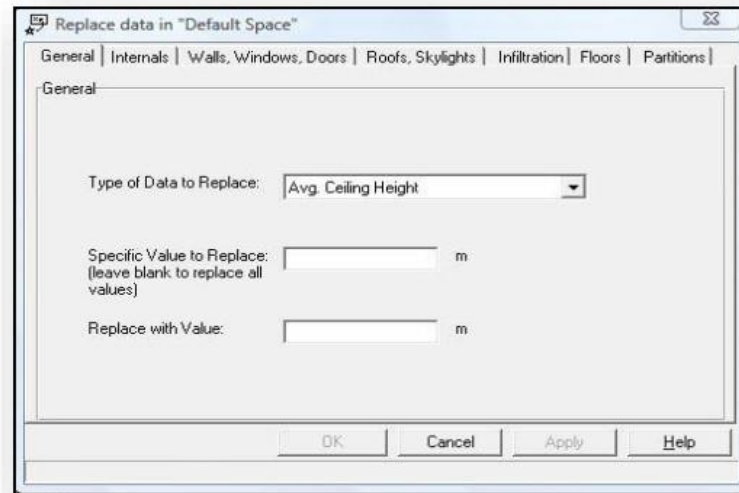 Replace data in "Default Space"
General | Internals | Walls, Windows, Doors | Roofs, Skylights | Infiltration | Floors | Partitions |
General
Type of Data to Replace: Avg. Ceiling Height
Specific Value to Replace: m
(leave blank to replace all
values)
Replace with Value: m
OK Cancel Apply Help